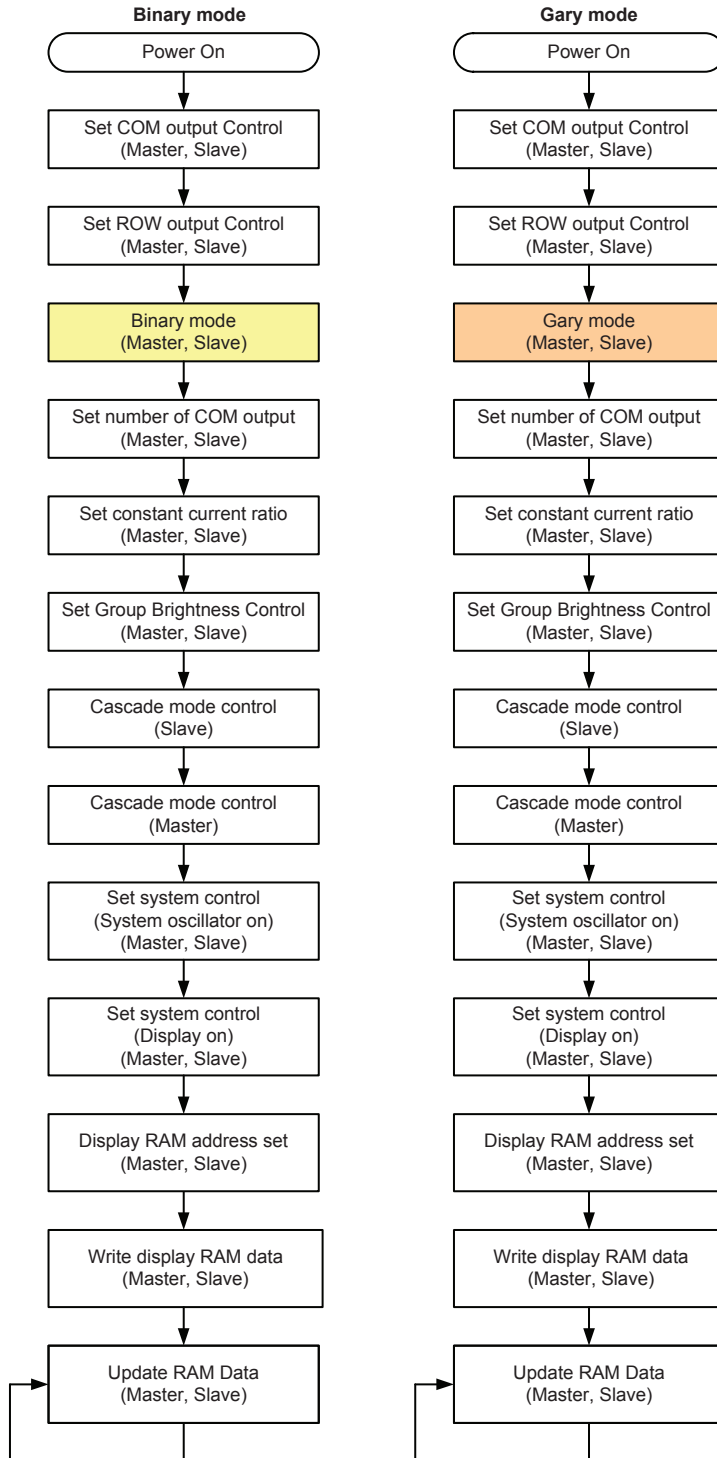 Binary mode
Power On
Set COM output Control
(Master, Slave)
Set ROW output Control
(Master, Slave)
Binary mode
(Master, Slave)
Set number of COM output
(Master, Slave)
Set constant current ratio
(Master, Slave)
Set Group Brightness Control
(Master, Slave)
Cascade mode control
(Slave)
Cascade mode control
(Master)
Set system control
(System oscillator on)
(Master, Slave)
Set system control
(Display on)
(Master, Slave)
Display RAM address set
(Master, Slave)
Write display RAM data
(Master, Slave)
Update RAM Data
(Master, Slave)
Gary mode
Power On
Set COM output Control
(Master, Slave)
Set ROW output Control
(Master, Slave)
Gary mode
(Master, Slave)
Set number of COM output
(Master, Slave)
Set constant current ratio
(Master, Slave)
Set Group Brightness Control
(Master, Slave)
Cascade mode control
(Slave)
Cascade mode control
(Master)
Set system control
(System oscillator on)
(Master, Slave)
Set system control
(Display on)
(Master, Slave)
Display RAM address set
(Master, Slave)
Write display RAM data
(Master, Slave)
Update RAM Data
(Master, Slave)